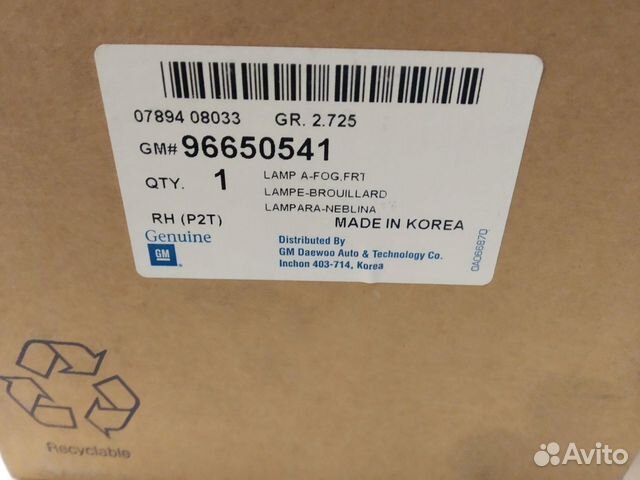 07894 08033 GR. 2.725
GM# 96650541
QTY. 1
LAMP A-FOG,FRT
LAMPE-BROUILLARD
LAMPARA-NEBLINA
RH (P2T)
MADE IN KOREA
Genuine
GM
Distributed By
GM Daewoo Auto & Technology Co.
Inchon 403-714, Korea
0A06687Q
Recyclable
Avito